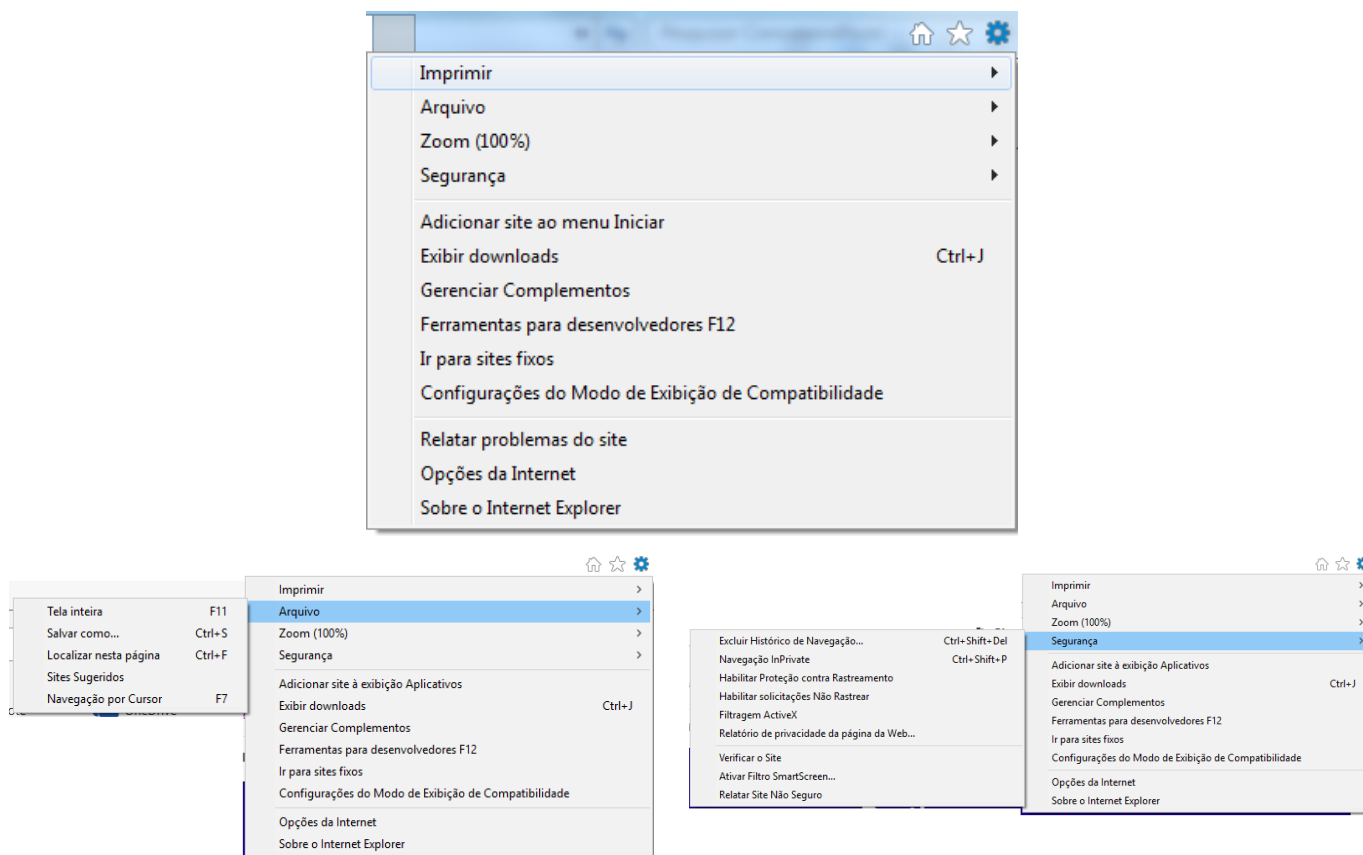 Imprimir
Arquivo
Zoom (100%)
Segurança
Adicionar site ao menu Iniciar
Exibir downloads Ctrl+J
Gerenciar Complementos
Ferramentas para desenvolvedores F12
Ir para sites fixos
Configurações do Modo de Exibição de Compatibilidade
Relatar problemas do site
Opções da Internet
Sobre o Internet Explorer
Tela inteira F11
Salvar como... Ctrl+S
Localizar nesta página Ctrl+F
Sites Sugeridos
Navegação por Cursor F7
Imprimir
Arquivo
Zoom (100%)
Segurança
Adicionar site à exibição Aplicativos
Exibir downloads Ctrl+J
Gerenciar Complementos
Ferramentas para desenvolvedores F12
Ir para sites fixos
Configurações do Modo de Exibição de Compatibilidade
Opções da Internet
Sobre o Internet Explorer
Excluir Histórico de Navegação... Ctrl+Shift+Del
Navegação InPrivate Ctrl+Shift+P
Habilitar Proteção contra Rastreamento
Habilitar solicitações Não Rastrear
Filtragem ActiveX
Relatório de privacidade da página da Web...
Verificar o Site
Ativar Filtro SmartScreen...
Relatar Site Não Seguro
Imprimir
Arquivo
Zoom (100%)
Segurança
Adicionar site à exibição Aplicativos
Exibir downloads Ctrl+J
Gerenciar Complementos
Ferramentas para desenvolvedores F12
Ir para sites fixos
Configurações do Modo de Exibição de Compatibilidade
Opções da Internet
Sobre o Internet Explorer